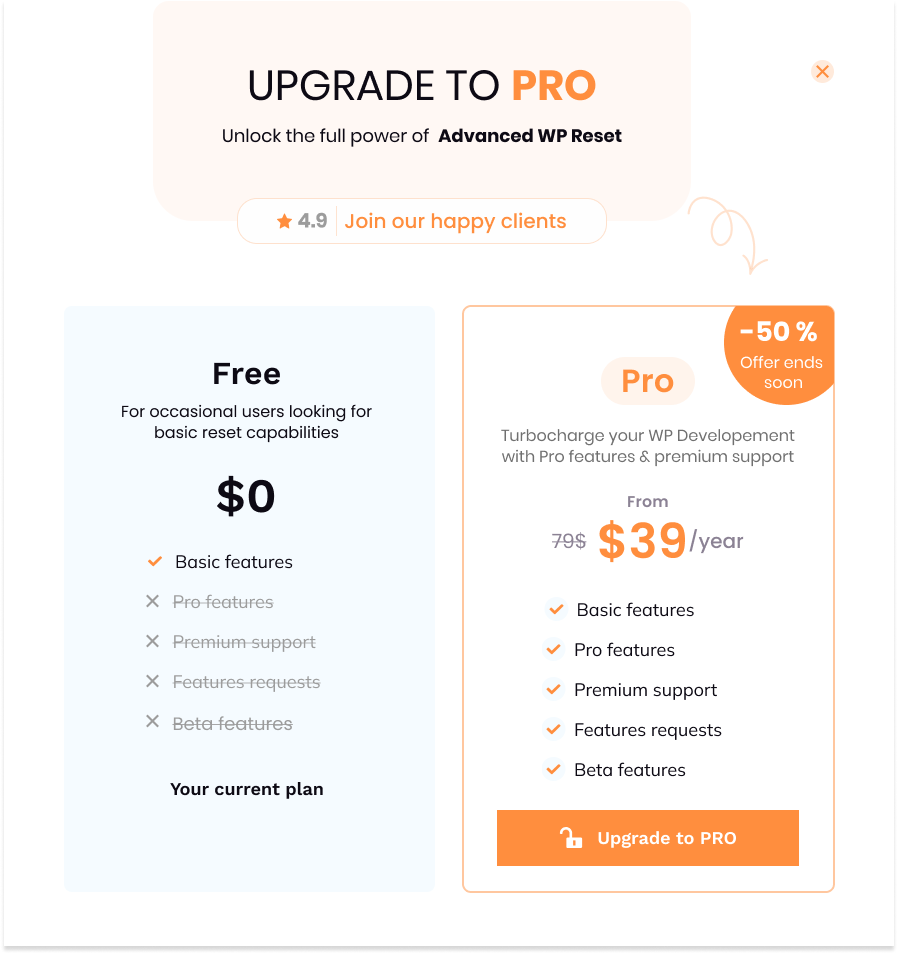 UPGRADE TO PRO
Unlock the full power of Advanced WP Reset
4.9 Join our happy clients
Free
For occasional users looking for
basic reset capabilities
$0
Basic features
Pro features
Premium support
Features requests
Beta features
Your current plan
-50 %
Offer ends
soon
Pro
Turbocharge your WP Developement
with Pro features & premium support
From
79$ $39/year
Basic features
Pro features
Premium support
Features requests
Beta features
Upgrade to PRO